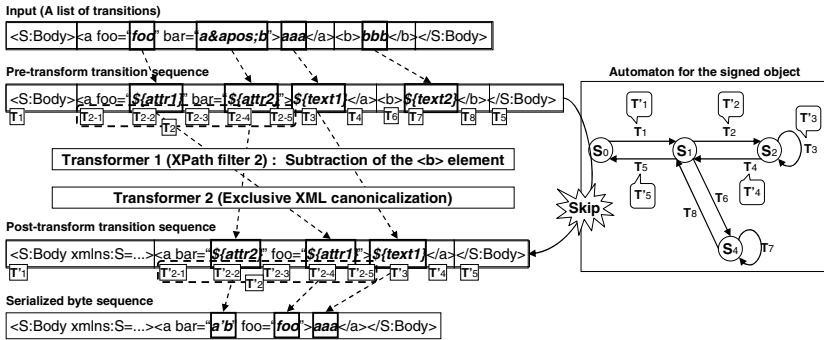 Input (A list of transitions)
<S:Body><a foo="foo" bar="a&apos;b">aaa</a><b>bbb</b></S:Body>
Pre-transform transition sequence
<S:Body><a foo="${attr1}" bar="${attr2}">${text1}</a><b>${text2}</b></S:Body>
T1 T2-1 T2-2 T2-3 T2-4 T2-5 T3 T4 T6 T7 T8 T5
T2
Transformer 1 (XPath filter 2) : Subtraction of the <b> element
Transformer 2 (Exclusive XML canonicalization)
Skip
Post-transform transition sequence
<S:Body xmlns:S=...><a bar="${attr2}" foo="${attr1}">${text1}</a></S:Body>
T'1 T'2-1 T'2-2 T'2-3 T'2-4 T'2-5 T'3 T'4 T'5
T'2
Serialized byte sequence
<S:Body xmlns:S=...><a bar="a'b" foo="foo">aaa</a></S:Body>
Automaton for the signed object
T'1 T'2 T'3
T1 T2 T3
S0 S1 S2
T5 T4
T'5 T'4
T8 T6
S4 T7